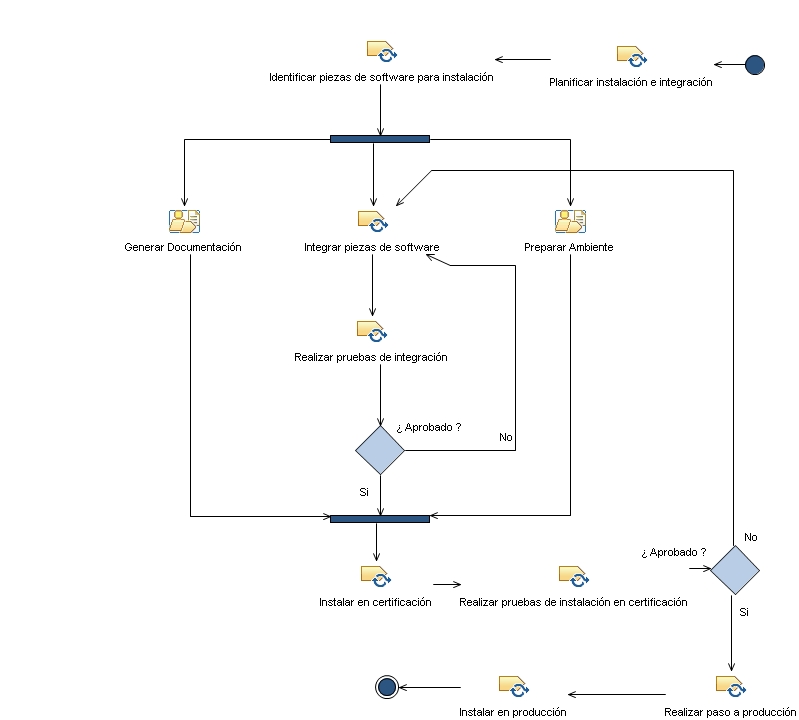 Identificar piezas de software para instalación
Planificar instalación e integración
Generar Documentación
Integrar piezas de software
Preparar Ambiente
Realizar pruebas de integración
¿ Aprobado ?
No
Si
No
¿ Aprobado ?
Instalar en certificación
Realizar pruebas de instalación en certificación
Si
Instalar en producción
Realizar paso a producción